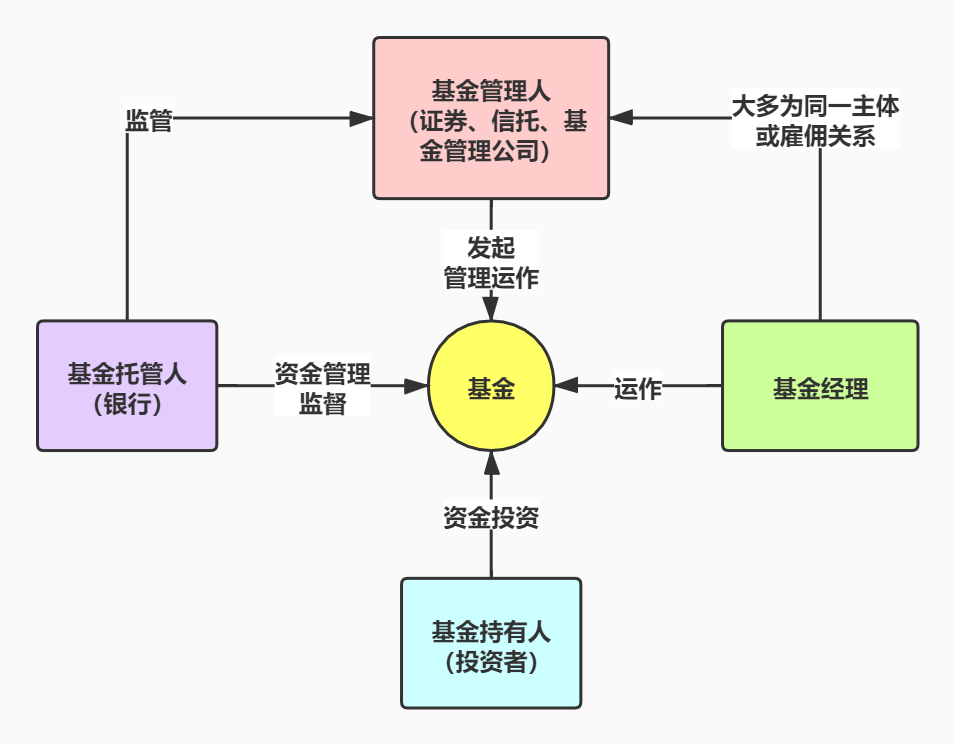 基金管理人
（证券、信托、基
金管理公司）
监管
大多为同一主体
或雇佣关系
发起
管理运作
基金托管人
（银行）
资金管理
监督
基金
运作
基金经理
资金投资
基金持有人
（投资者）